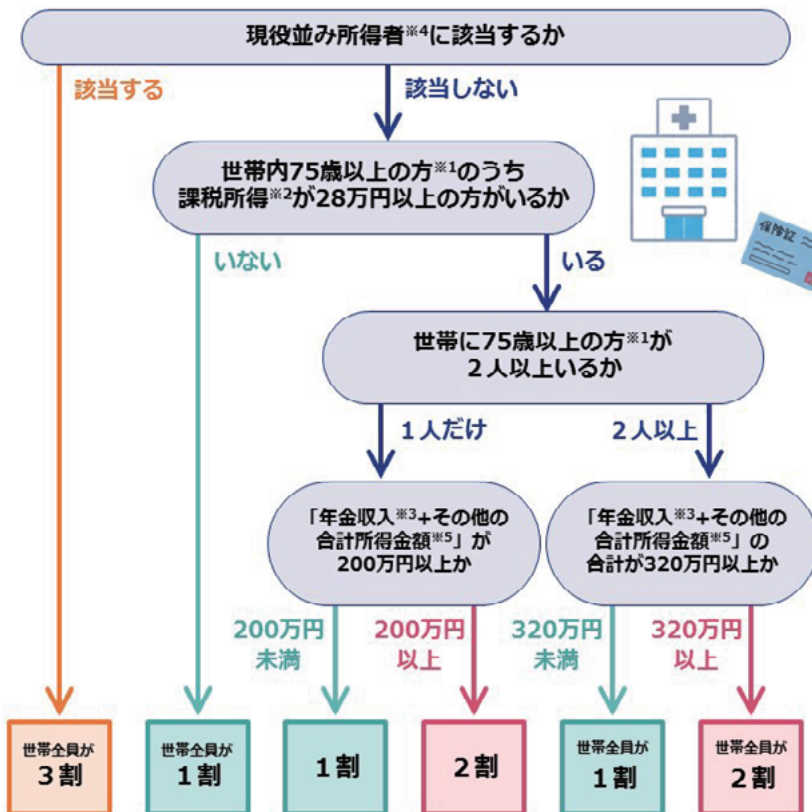 現役並み所得者※4に該当するか
該当する
該当しない
世帯内75歳以上の方※1のうち
課税所得※2が28万円以上の方がいるか
保険証
いない
いる
世帯に75歳以上の方※1が
2人以上いるか
1人だけ
2人以上
「年金収入※3+その他の
合計所得金額※5」が
200万円以上か
「年金収入※3+その他の
合計所得金額※5」の
合計が320万円以上か
200万円
未満
200万円
以上
320万円
未満
320万円
以上
世帯全員が
3割
世帯全員が
1割
1割
2割
世帯全員が
1割
世帯全員が
2割